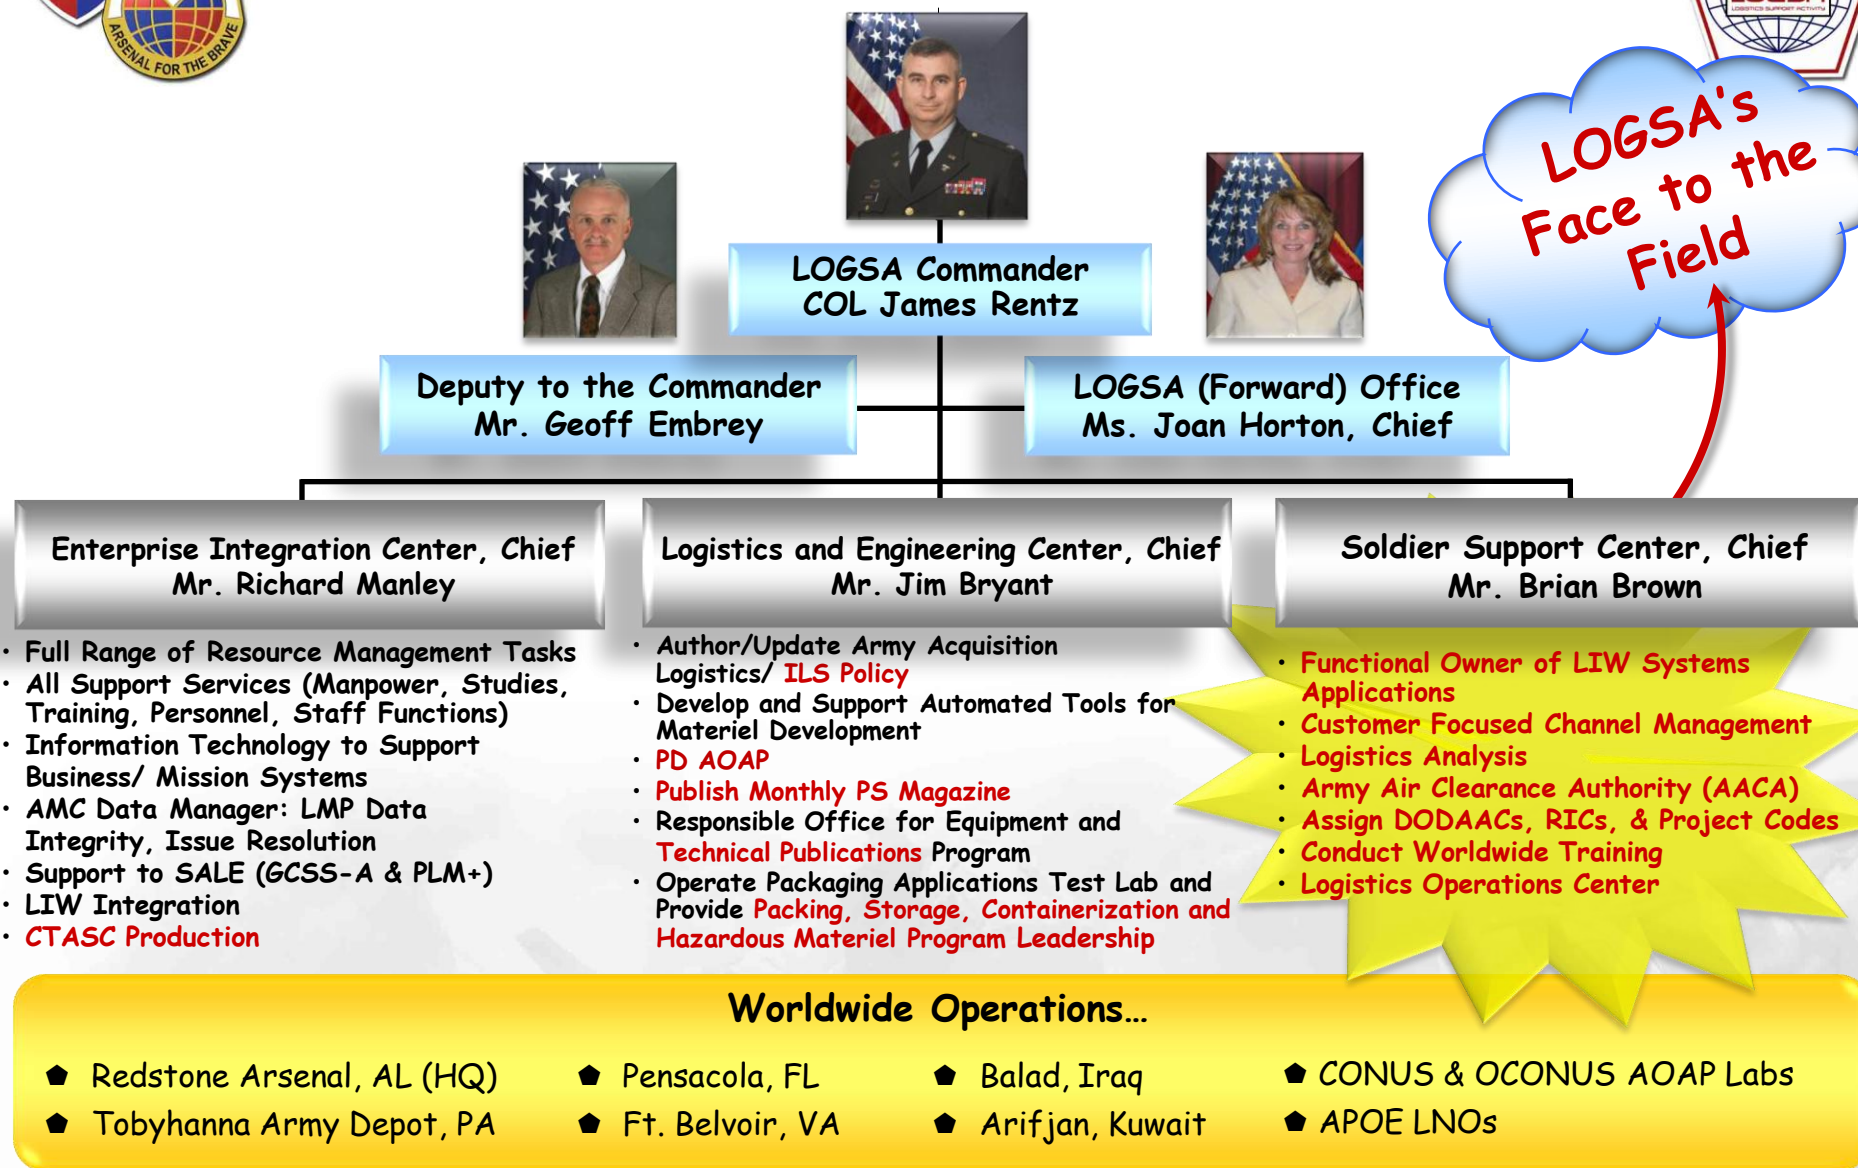 ARSENAL FOR THE BRAVE
LOGISTICS SUPPORT ACTIVITY
LOGSA's
Face to the
Field
LOGSA Commander
COL James Rentz
Deputy to the Commander
Mr. Geoff Embrey
LOGSA (Forward) Office
Ms. Joan Horton, Chief
Enterprise Integration Center, Chief
Mr. Richard Manley
• Full Range of Resource Management Tasks
• All Support Services (Manpower, Studies,
Training, Personnel, Staff Functions)
• Information Technology to Support
Business/ Mission Systems
• AMC Data Manager: LMP Data
Integrity, Issue Resolution
• Support to SALE (GCSS-A & PLM+)
• LIW Integration
• CTASC Production
Logistics and Engineering Center, Chief
Mr. Jim Bryant
• Author/Update Army Acquisition
Logistics/ ILS Policy
• Develop and Support Automated Tools for
Materiel Development
• PD AOAP
• Publish Monthly PS Magazine
• Responsible Office for Equipment and
Technical Publications Program
• Operate Packaging Applications Test Lab and
Provide Packing, Storage, Containerization and
Hazardous Materiel Program Leadership
Soldier Support Center, Chief
Mr. Brian Brown
• Functional Owner of LIW Systems
Applications
• Customer Focused Channel Management
• Logistics Analysis
• Army Air Clearance Authority (AACA)
• Assign DODAACs, RICs, & Project Codes
• Conduct Worldwide Training
• Logistics Operations Center
Worldwide Operations…
Redstone Arsenal, AL (HQ)
Tobyhanna Army Depot, PA
Pensacola, FL
Ft. Belvoir, VA
Balad, Iraq
Arifjan, Kuwait
CONUS & OCONUS AOAP Labs
APOE LNOs